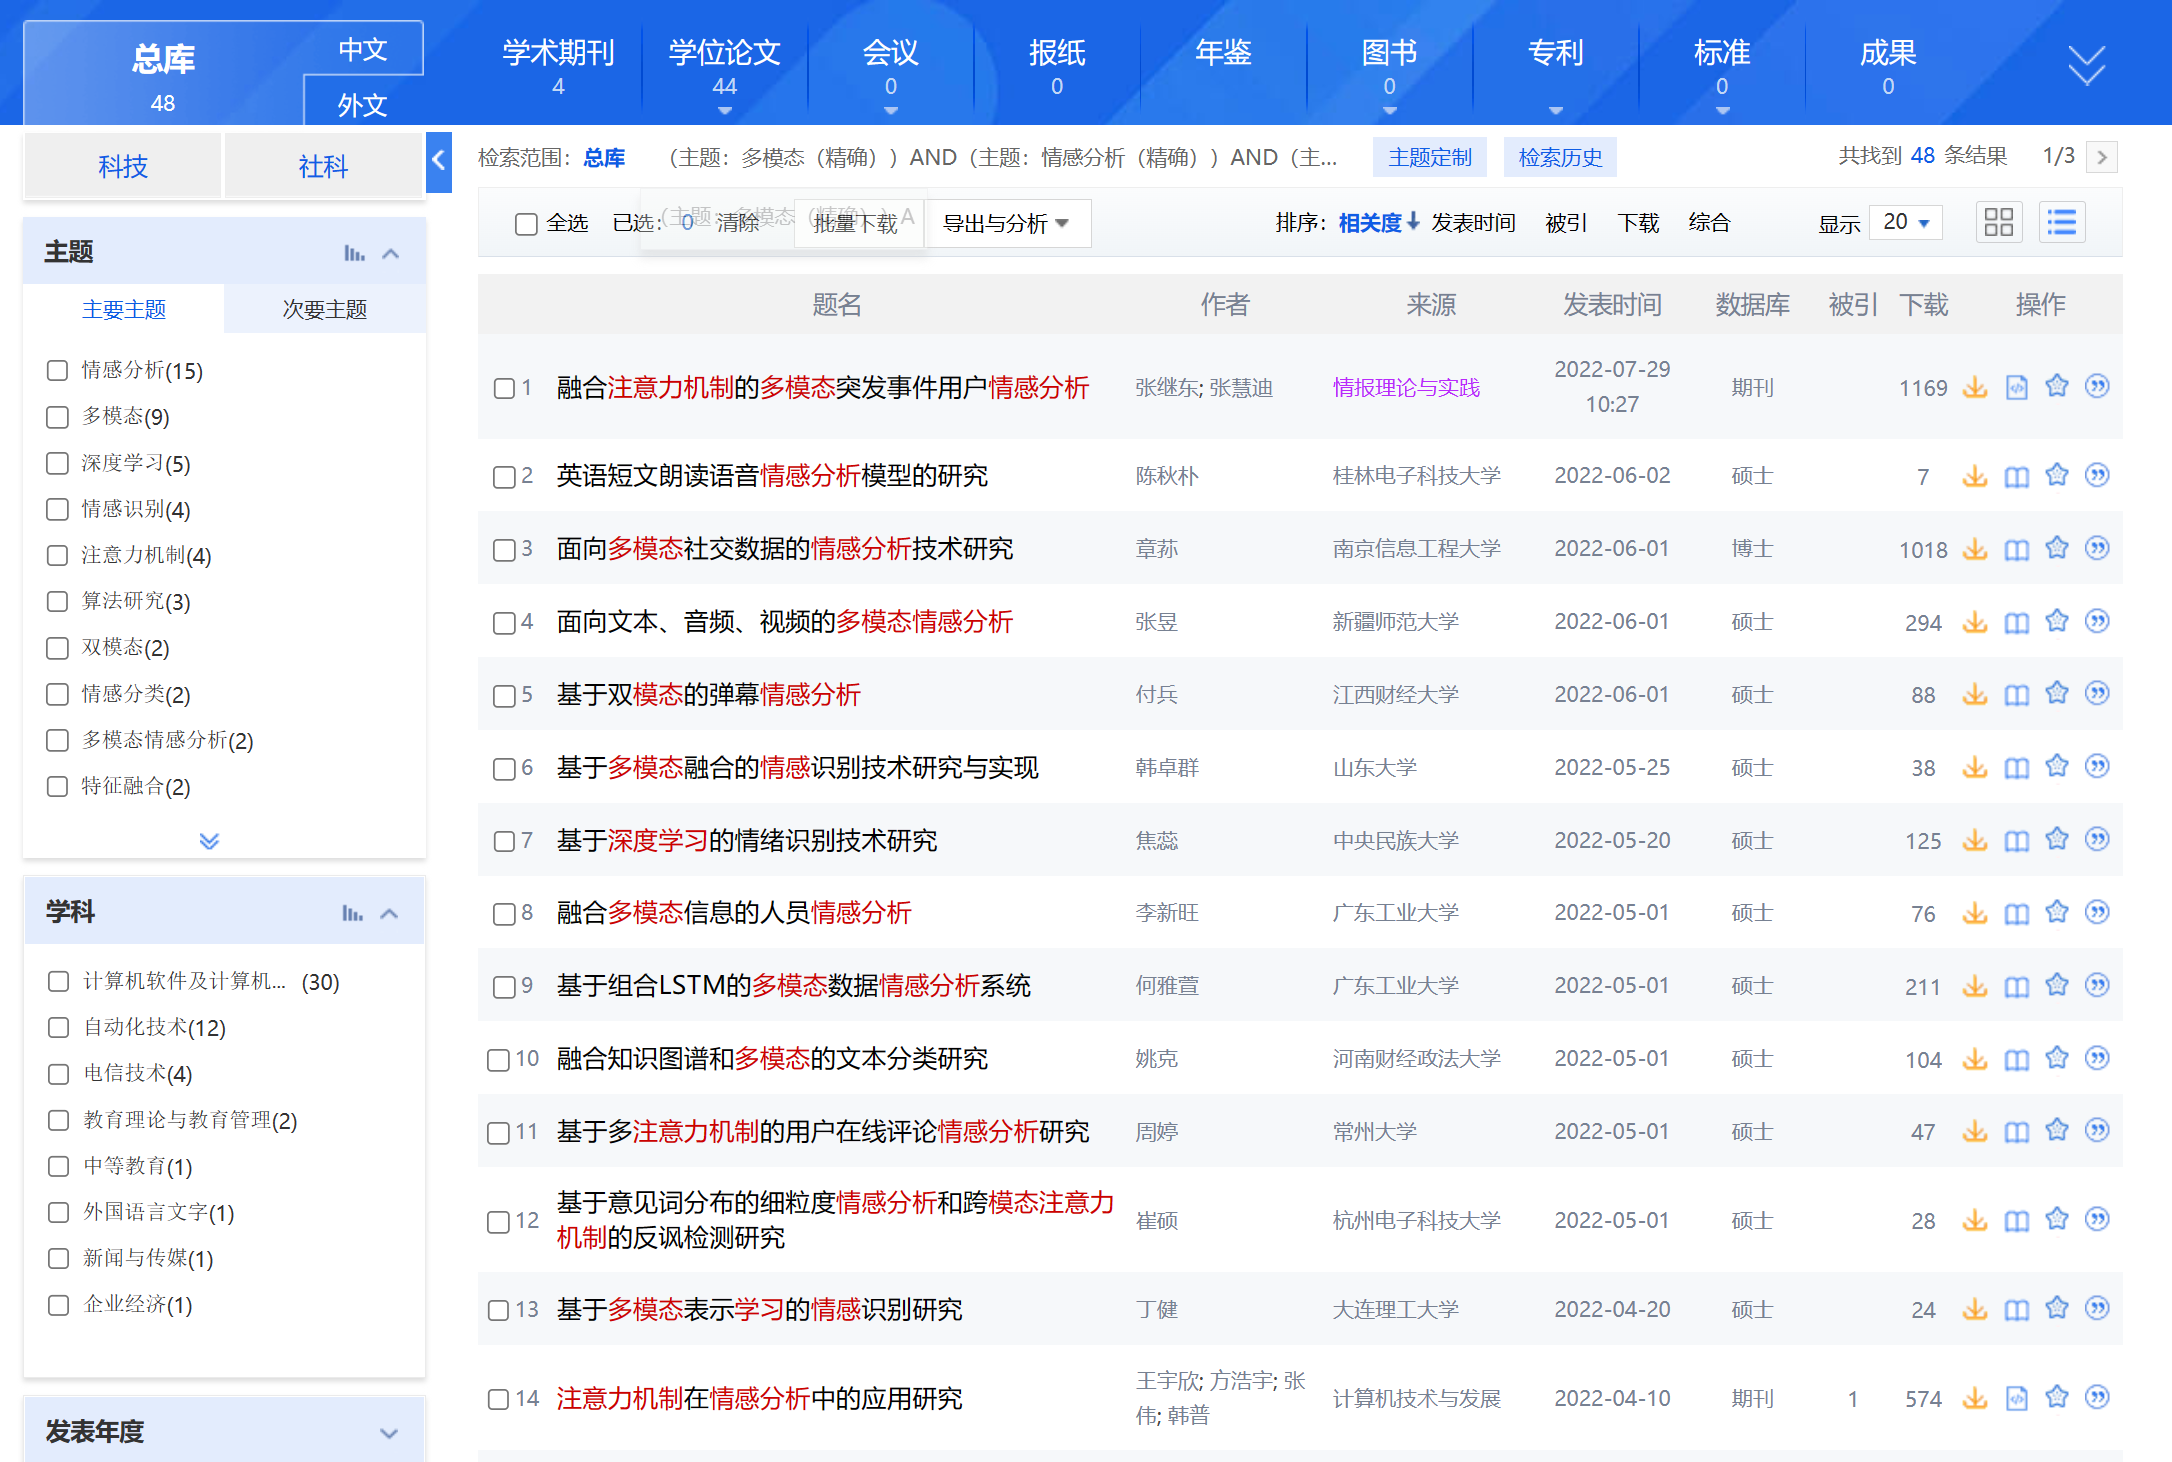 总库
48
中文
外文
学术期刊
4
学位论文
44
会议
0
报纸
0
年鉴
图书
0
专利
标准
0
成果
0
科技
社科
检索范围：总库 （主题：多模态（精确））AND（主题：情感分析（精确））AND（主...
主题定制
检索历史
共找到 48 条结果 1/3
主题
主要主题
次要主题
情感分析(15)
多模态(9)
深度学习(5)
情感识别(4)
注意力机制(4)
算法研究(3)
双模态(2)
情感分类(2)
多模态情感分析(2)
特征融合(2)
学科
计算机软件及计算机... (30)
自动化技术(12)
电信技术(4)
教育理论与教育管理(2)
中等教育(1)
外国语言文字(1)
新闻与传媒(1)
企业经济(1)
发表年度
全选 已选：0 清除 批量下载 导出与分析
（主题：多模态（精确））A
排序：相关度 发表时间 被引 下载 综合
显示 20
题名 作者 来源 发表时间 数据库 被引 下载 操作
1 融合注意力机制的多模态突发事件用户情感分析 张继东; 张慧迪 情报理论与实践 2022-07-29 10:27 期刊 1169
2 英语短文朗读语音情感分析模型的研究 陈秋朴 桂林电子科技大学 2022-06-02 硕士 7
3 面向多模态社交数据的情感分析技术研究 章荪 南京信息工程大学 2022-06-01 博士 1018
4 面向文本、音频、视频的多模态情感分析 张昱 新疆师范大学 2022-06-01 硕士 294
5 基于双模态的弹幕情感分析 付兵 江西财经大学 2022-06-01 硕士 88
6 基于多模态融合的情感识别技术研究与实现 韩卓群 山东大学 2022-05-25 硕士 38
7 基于深度学习的情绪识别技术研究 焦蕊 中央民族大学 2022-05-20 硕士 125
8 融合多模态信息的人员情感分析 李新旺 广东工业大学 2022-05-01 硕士 76
9 基于组合LSTM的多模态数据情感分析系统 何雅萱 广东工业大学 2022-05-01 硕士 211
10 融合知识图谱和多模态的文本分类研究 姚克 河南财经政法大学 2022-05-01 硕士 104
11 基于多注意力机制的用户在线评论情感分析研究 周婷 常州大学 2022-05-01 硕士 47
12 基于意见词分布的细粒度情感分析和跨模态注意力机制的反讽检测研究 崔硕 杭州电子科技大学 2022-05-01 硕士 28
13 基于多模态表示学习的情感识别研究 丁健 大连理工大学 2022-04-20 硕士 24
14 注意力机制在情感分析中的应用研究 王宇欣; 方浩宇; 张伟; 韩普 计算机技术与发展 2022-04-10 期刊 1 574